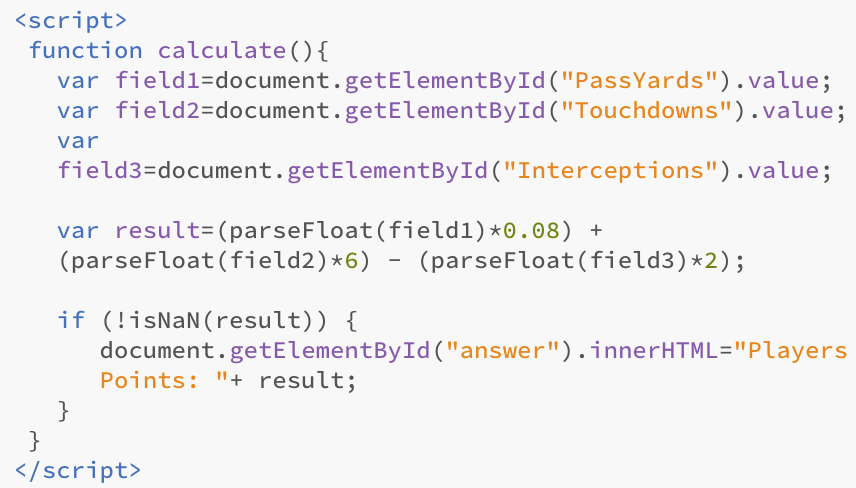 <script>
function calculate(){
var field1=document.getElementById("PassYards").value;
var field2=document.getElementById("Touchdowns").value;
var
field3=document.getElementById("Interceptions").value;
var result=(parseFloat(field1)*0.08) +
(parseFloat(field2)*6) - (parseFloat(field3)*2);
if (!isNaN(result)) {
document.getElementById("answer").innerHTML="Players
Points: "+ result;
}
}
</script>